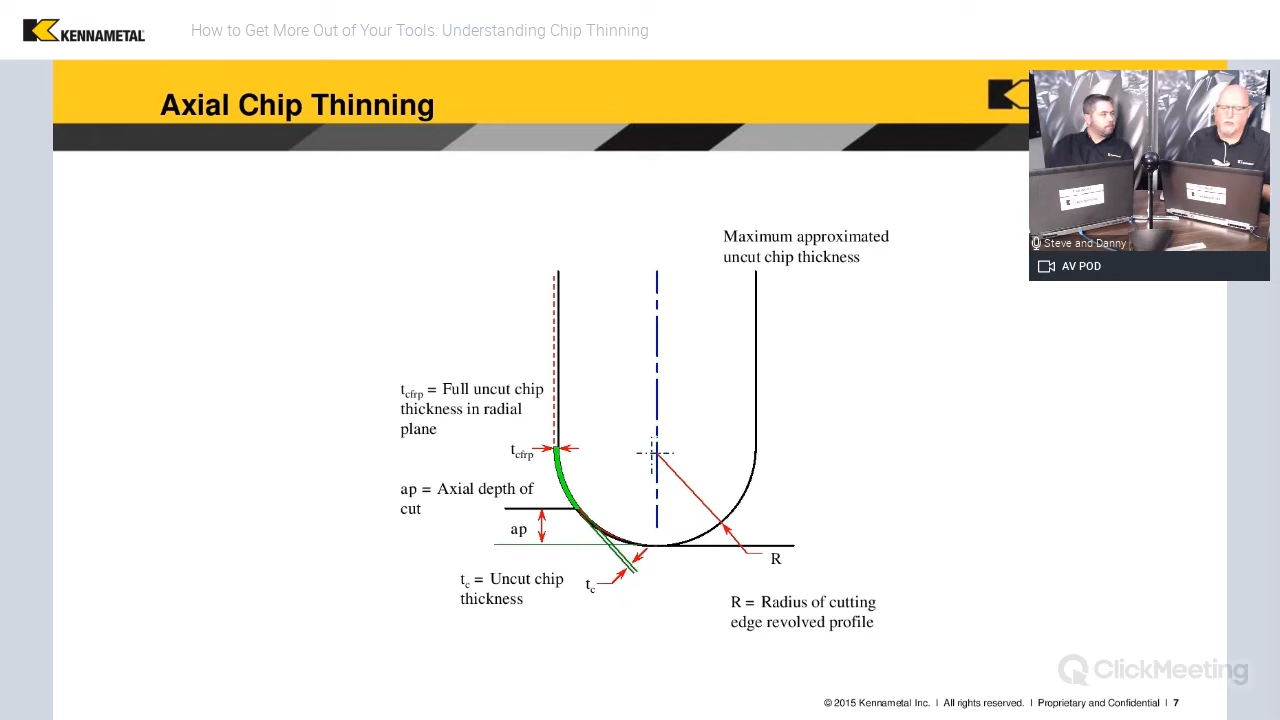 KENNAMETAL
How to Get More Out of Your Tools: Understanding Chip Thinning
Axial Chip Thinning
Steve and Danny
AV POD
Maximum approximated
uncut chip thickness
tcfrp = Full uncut chip
thickness in radial
plane
tcfrp
ap = Axial depth of
cut
ap
tc = Uncut chip
thickness
tc
R
R = Radius of cutting
edge revolved profile
ClickMeeting
© 2015 Kennametal Inc. I All rights reserved. I Proprietary and Confidential I 7